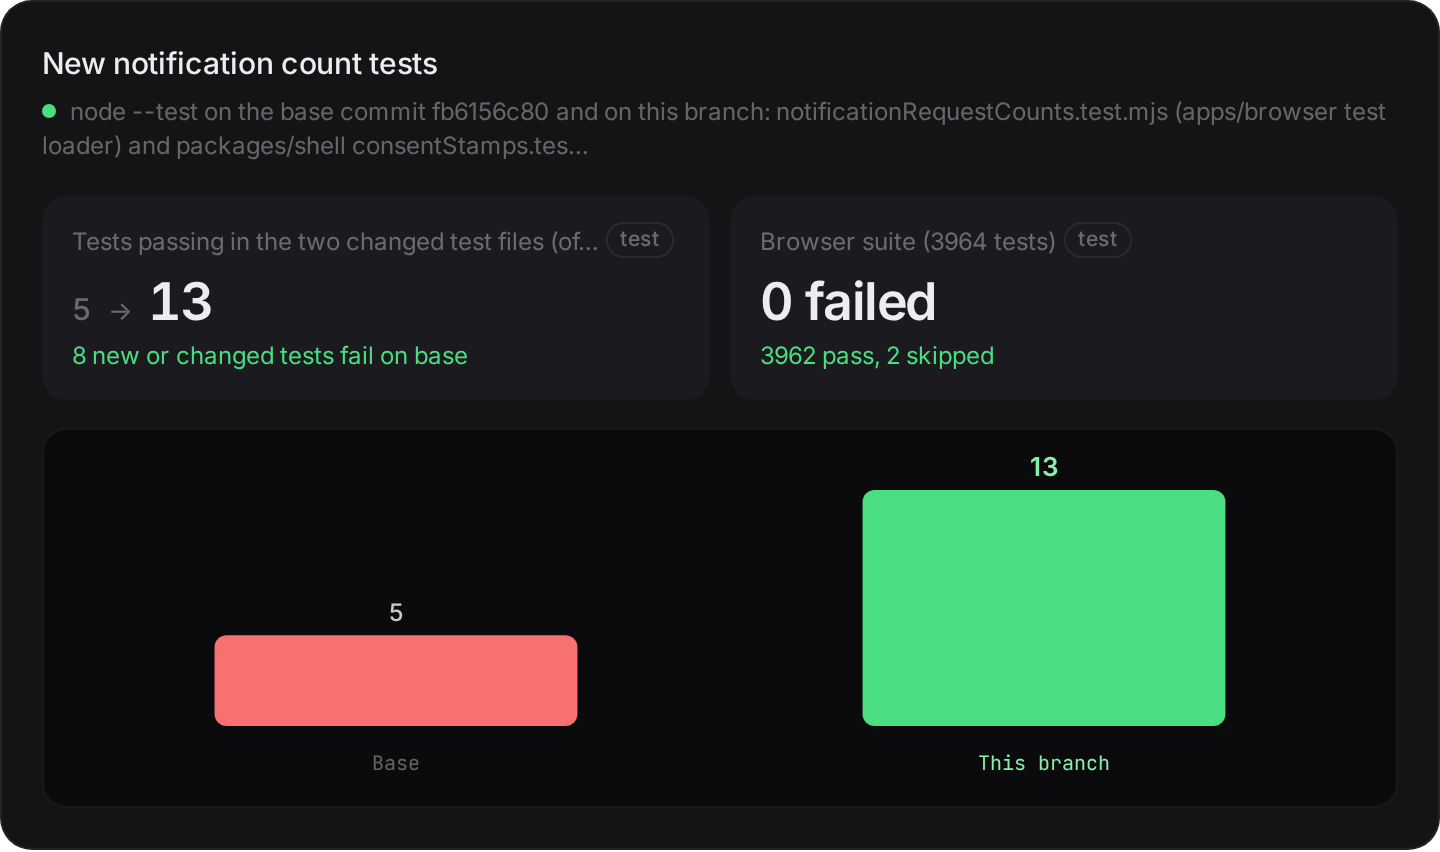 New notification count tests
node --test on the base commit fb6156c80 and on this branch: notificationRequestCounts.test.mjs (apps/browser test
loader) and packages/shell consentStamps.tes...
Tests passing in the two changed test files (of... test
5 → 13
8 new or changed tests fail on base
Browser suite (3964 tests) test
0 failed
3962 pass, 2 skipped
5
13
Base
This branch